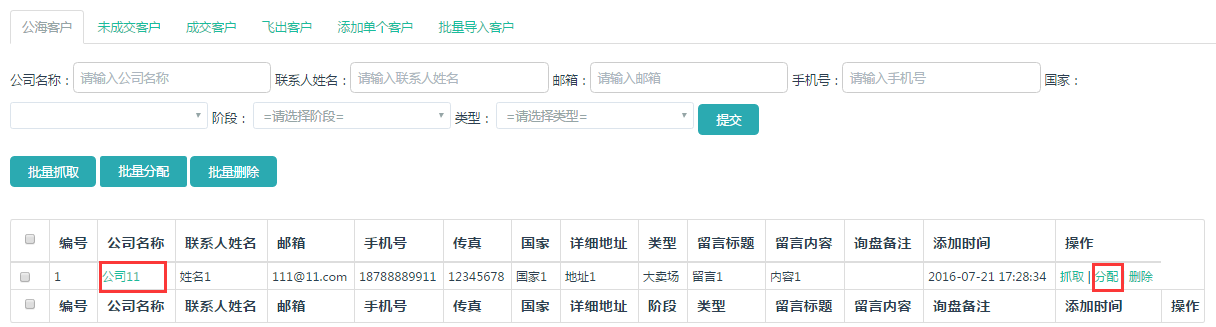 公海客户 未成交客户 成交客户 飞出客户 添加单个客户 批量导入客户
公司名称： 请输入公司名称 联系人姓名： 请输入联系人姓名 邮箱： 请输入邮箱 手机号： 请输入手机号 国家：
阶段： =请选择阶段= 类型： =请选择类型= 提交
批量抓取 批量分配 批量删除
编号 公司名称 联系人姓名 邮箱 手机号 传真 国家 详细地址 类型 留言标题 留言内容 询盘备注 添加时间 操作
1 公司11 姓名1 111@11.com 18788889911 12345678 国家1 地址1 大卖场 留言1 内容1 2016-07-21 17:28:34 抓取 | 分配 删除
编号 公司名称 联系人姓名 邮箱 手机号 传真 国家 详细地址 阶段 类型 留言标题 留言内容 询盘备注 添加时间 操作